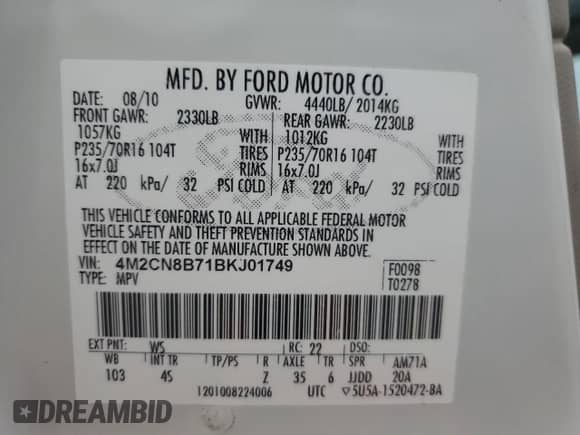 MFD. BY FORD MOTOR CO.
DATE: 08/10 GVWR: 4440LB/ 2014KG
FRONT GAWR: 2330LB REAR GAWR: 2230LB
1057KG WITH 1012KG WITH
P235/70R16 104T TIRES P235/70R16 104T TIRES
16x7.0J RIMS 16x7.0J RIMS
AT 220 kPa/ 32 PSI COLD AT 220 kPa/ 32 PSI COLD
THIS VEHICLE CONFORMS TO ALL APPLICABLE FEDERAL MOTOR
VEHICLE SAFETY AND THEFT PREVENTION STANDARDS IN
EFFECT ON THE DATE OF MANUFACTURE SHOWN ABOVE.
VIN: 4M2CN8B71BKJ01749 F0098
TYPE: MPV T0278
EXT PNT: WS RC: 22 DSO:
WB INT TR TP/PS R AXLE TR SPR AM71A
103 4S Z 35 6 JJDD 20A
1201008224006 UTC ▽5U5A-1520472-BA
DREAMBID